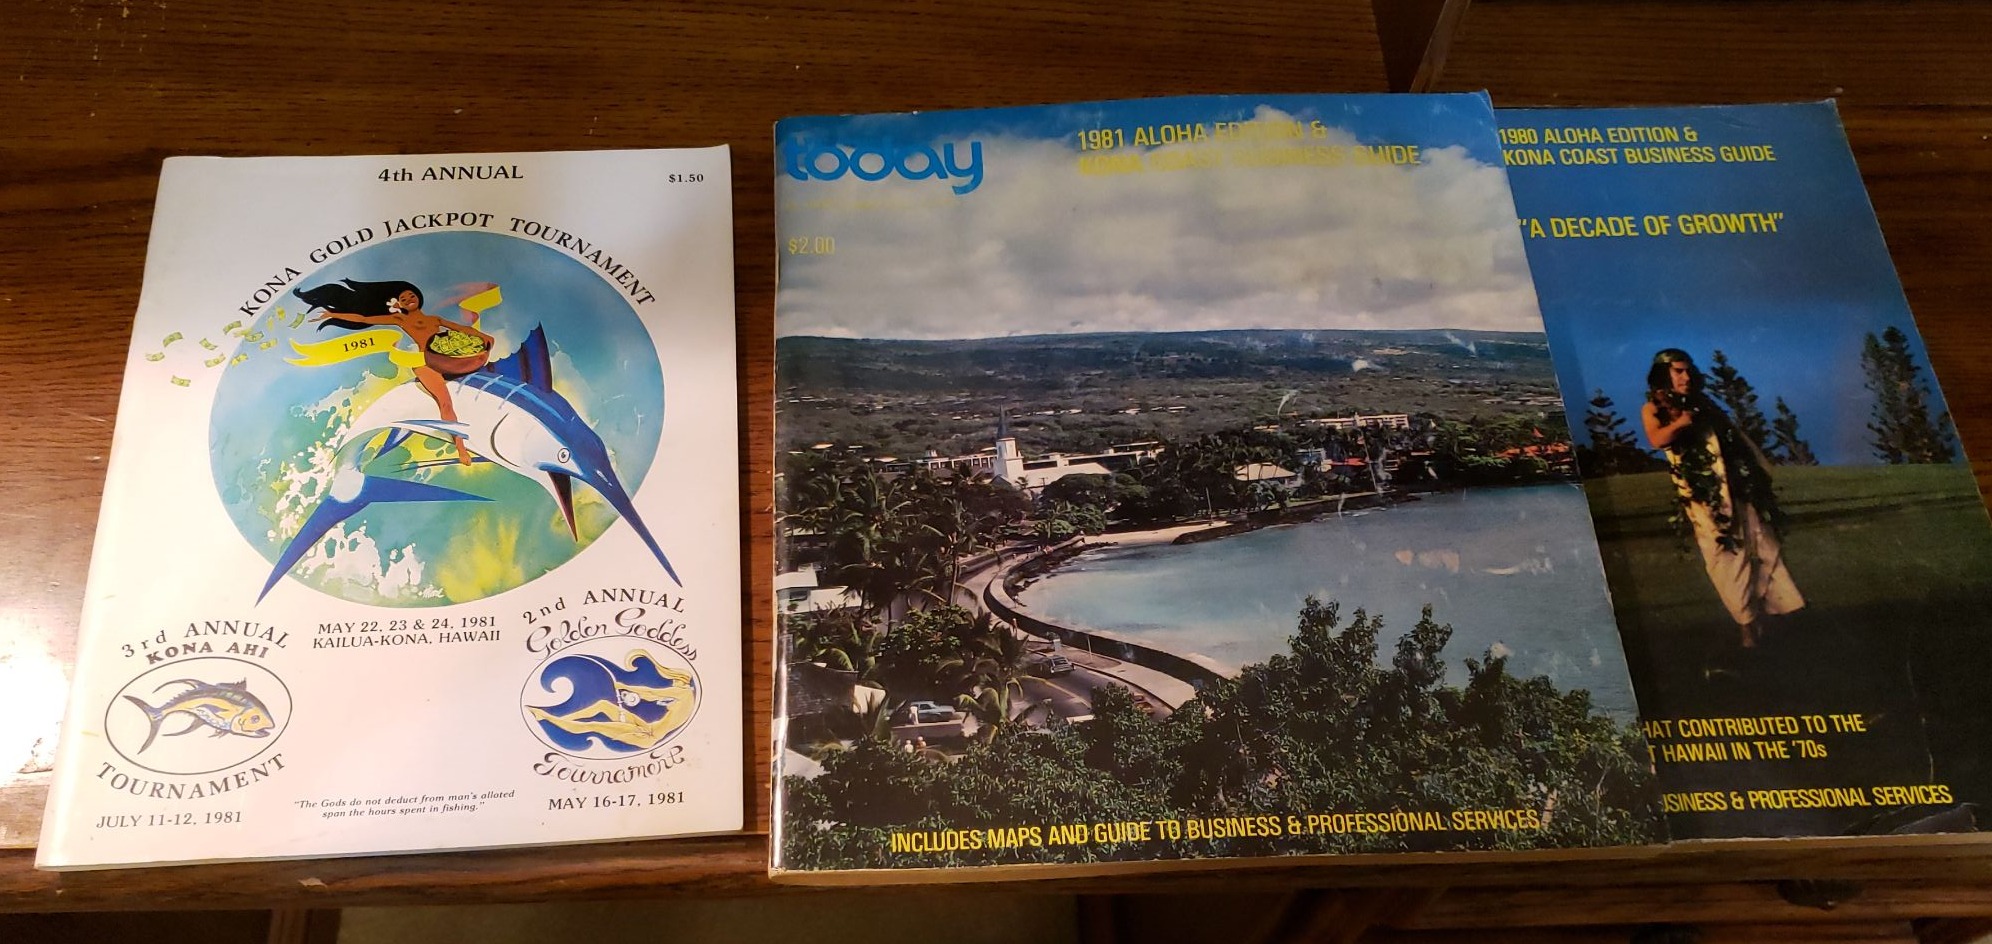 4th ANNUAL
$1.50
KONA GOLD JACKPOT TOURNAMENT
1981
MAY 22, 23 & 24, 1981
KAILUA-KONA, HAWAII
3rd ANNUAL
KONA AHI
TOURNAMENT
JULY 11-12, 1981
"The Gods do not deduct from man's alloted
span the hours spent in fishing."
2nd ANNUAL
Golden Goddess
Tournament
MAY 16-17, 1981
today
1981 ALOHA EDITION &
KONA COAST BUSINESS GUIDE
$2.00
INCLUDES MAPS AND GUIDE TO BUSINESS & PROFESSIONAL SERVICES
1980 ALOHA EDITION &
KONA COAST BUSINESS GUIDE
"A DECADE OF GROWTH"
HAT CONTRIBUTED TO THE
T HAWAII IN THE '70s
USINESS & PROFESSIONAL SERVICES